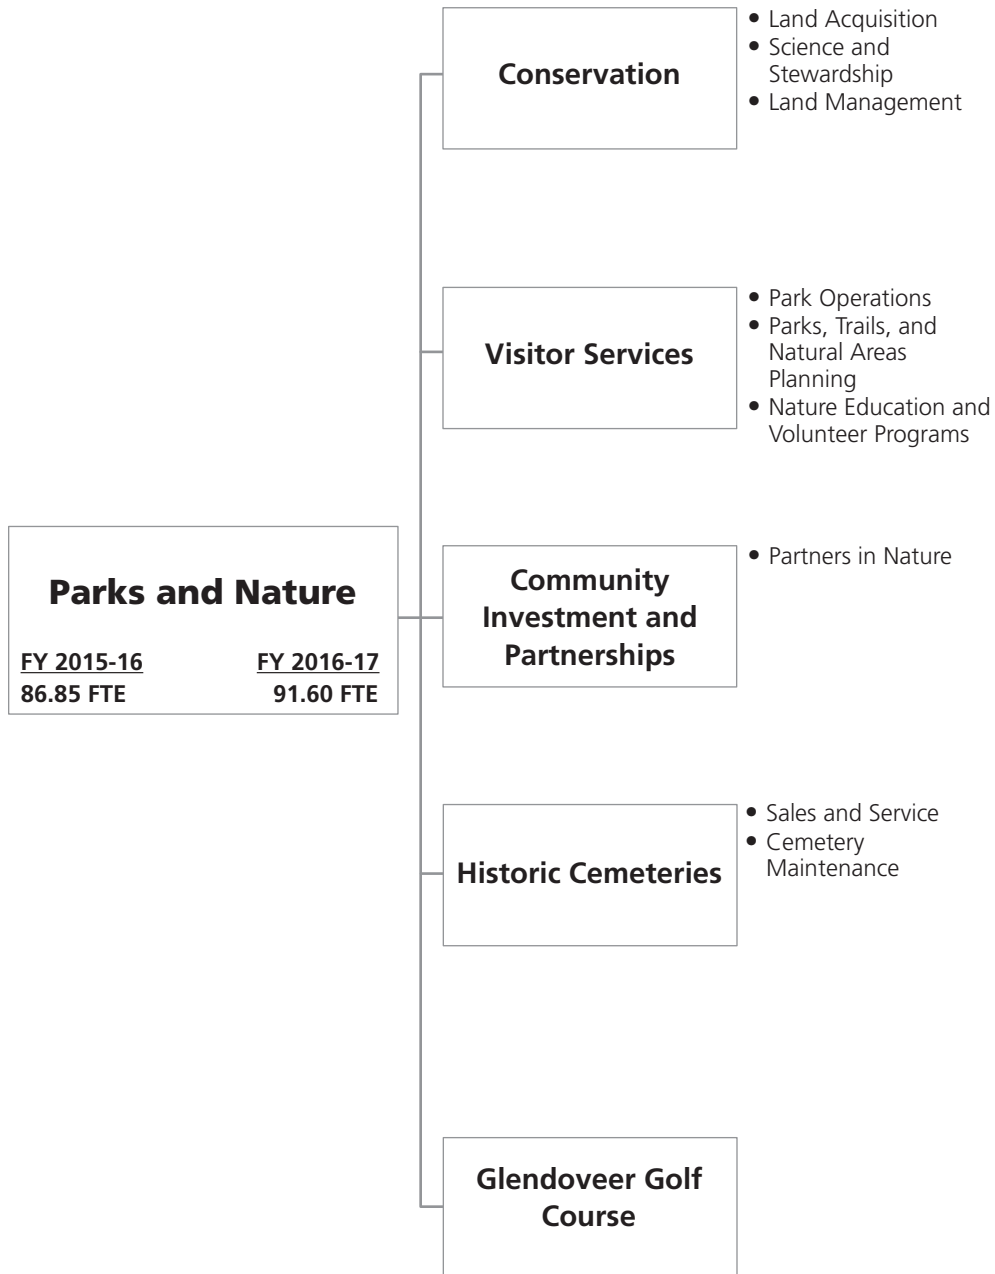 Conservation
• Land Acquisition
• Science and
Stewardship
• Land Management
Visitor Services
• Park Operations
• Parks, Trails, and
Natural Areas
Planning
• Nature Education and
Volunteer Programs
Parks and Nature
FY 2015-16 FY 2016-17
86.85 FTE 91.60 FTE
Community
Investment and
Partnerships
• Partners in Nature
Historic Cemeteries
• Sales and Service
• Cemetery
Maintenance
Glendoveer Golf
Course